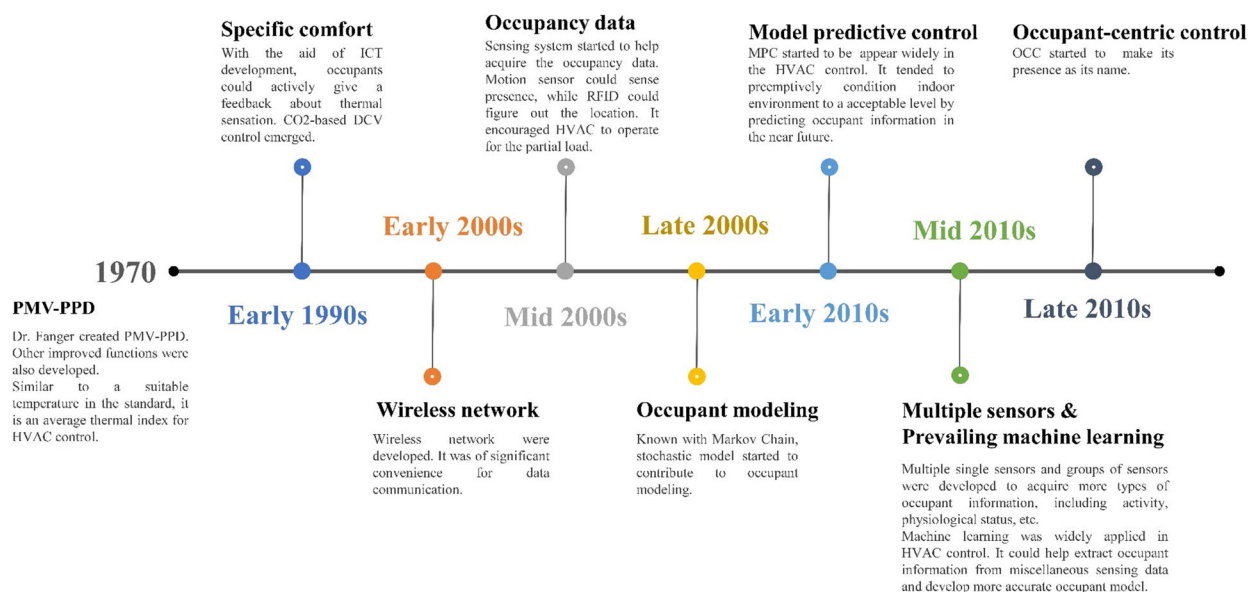 Specific comfort
With the aid of ICT
development, occupants
could actively give a
feedback about thermal
sensation. CO2-based DCV
control emerged.
Occupancy data
Sensing system started to help
acquire the occupancy data.
Motion sensor could sense
presence, while RFID could
figure out the location. It
encouraged HVAC to operate
for the partial load.
Model predictive control
MPC started to be appear widely in
the HVAC control. It tended to
preemptively condition indoor
environment to a acceptable level by
predicting occupant information in
the near future.
Occupant-centric control
OCC started to make its
presence as its name.
Early 2000s
Late 2000s
Mid 2010s
1970
Early 1990s
Mid 2000s
Early 2010s
Late 2010s
PMV-PPD
Dr. Fanger created PMV-PPD.
Other improved functions were
also developed.
Similar to a suitable
temperature in the standard, it
is an average thermal index for
HVAC control.
Wireless network
Wireless network were
developed. It was of significant
convenience for data
communication.
Occupant modeling
Known with Markov Chain,
stochastic model started to
contribute to occupant
modeling.
Multiple sensors &
Prevailing machine learning
Multiple single sensors and groups of sensors
were developed to acquire more types of
occupant information, including activity,
physiological status, etc.
Machine learning was widely applied in
HVAC control. It could help extract occupant
information from miscellaneous sensing data
and develop more accurate occupant model.